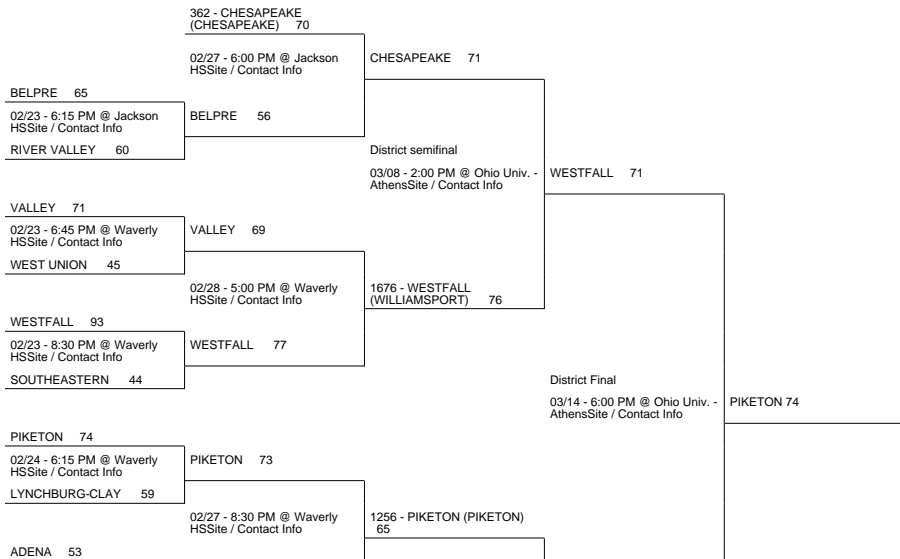 362 - CHESAPEAKE
(CHESAPEAKE) 70
02/27 - 6:00 PM @ Jackson
HSSite / Contact Info
CHESAPEAKE 71
BELPRE 65
02/23 - 6:15 PM @ Jackson
HSSite / Contact Info
BELPRE 56
RIVER VALLEY 60
District semifinal
03/08 - 2:00 PM @ Ohio Univ. -
AthensSite / Contact Info
WESTFALL 71
VALLEY 71
02/23 - 6:45 PM @ Waverly
HSSite / Contact Info
VALLEY 69
WEST UNION 45
02/28 - 5:00 PM @ Waverly
HSSite / Contact Info
1676 - WESTFALL
(WILLIAMSPORT) 76
WESTFALL 93
02/23 - 8:30 PM @ Waverly
HSSite / Contact Info
WESTFALL 77
SOUTHEASTERN 44
District Final
03/14 - 6:00 PM @ Ohio Univ. -
AthensSite / Contact Info
PIKETON 74
PIKETON 74
02/24 - 6:15 PM @ Waverly
HSSite / Contact Info
PIKETON 73
LYNCHBURG-CLAY 59
02/27 - 8:30 PM @ Waverly
HSSite / Contact Info
1256 - PIKETON (PIKETON)
65
ADENA 53